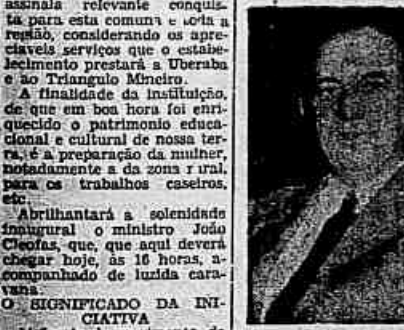 assinala relevante conquis-
ta para esta comuna e toda a
região, considerando os apre-
ciaveis serviços que o estabe-
lecimento prestará a Uberaba
e ao Triangulo Mineiro.
A finalidade da instituição,
de que em boa hora foi enri-
quecido o patrimonio educa-
cional e cultural de nossa ter-
ra, é a preparação da mulher,
notadamente a da zona rural,
para os trabalhos caseiros,
etc.
Abrilhantará a solenidade
inaugural o ministro João
Cleofas, que, que aqui deverá
chegar hoje, às 16 horas, a-
companhado de luzida cara-
vana.
O SIGNIFICADO DA INI-
CIATIVA